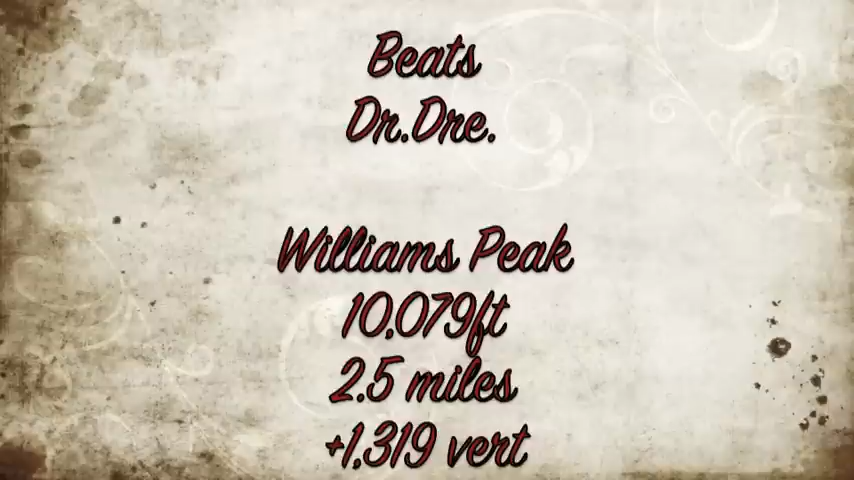 Beats
Dr.Dre.
Williams Peak
10,079ft
2.5 miles
+1,319 vert